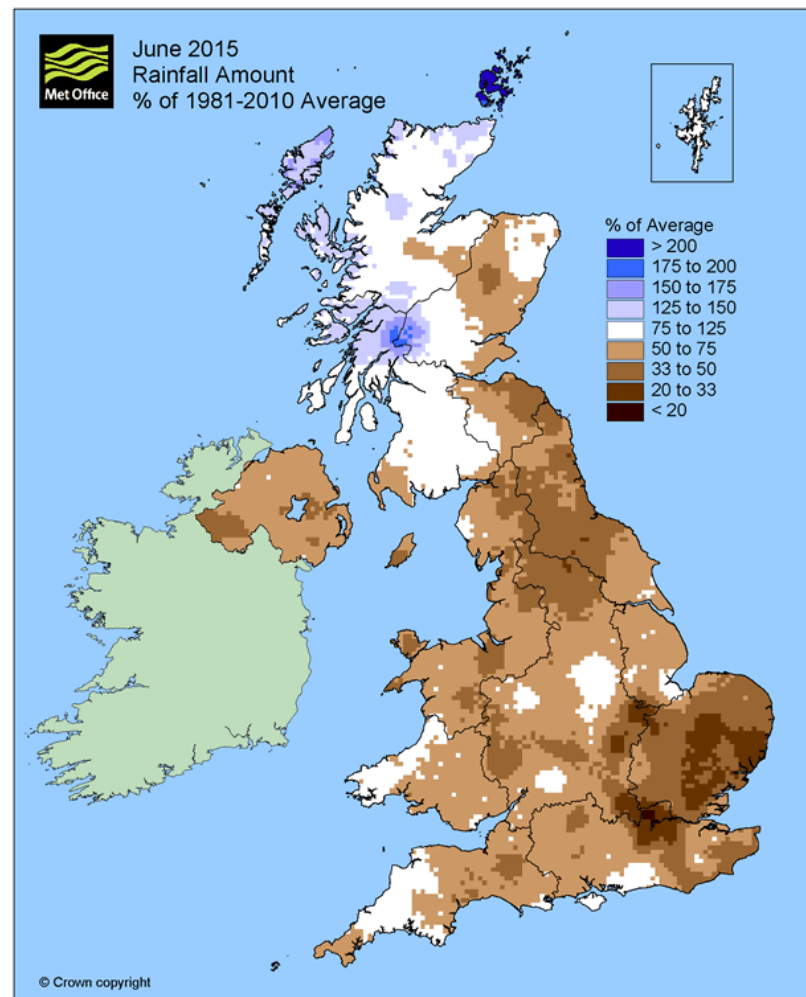 Met Office
June 2015
Rainfall Amount
% of 1981-2010 Average
% of Average
> 200
175 to 200
150 to 175
125 to 150
75 to 125
50 to 75
33 to 50
20 to 33
< 20
© Crown copyright